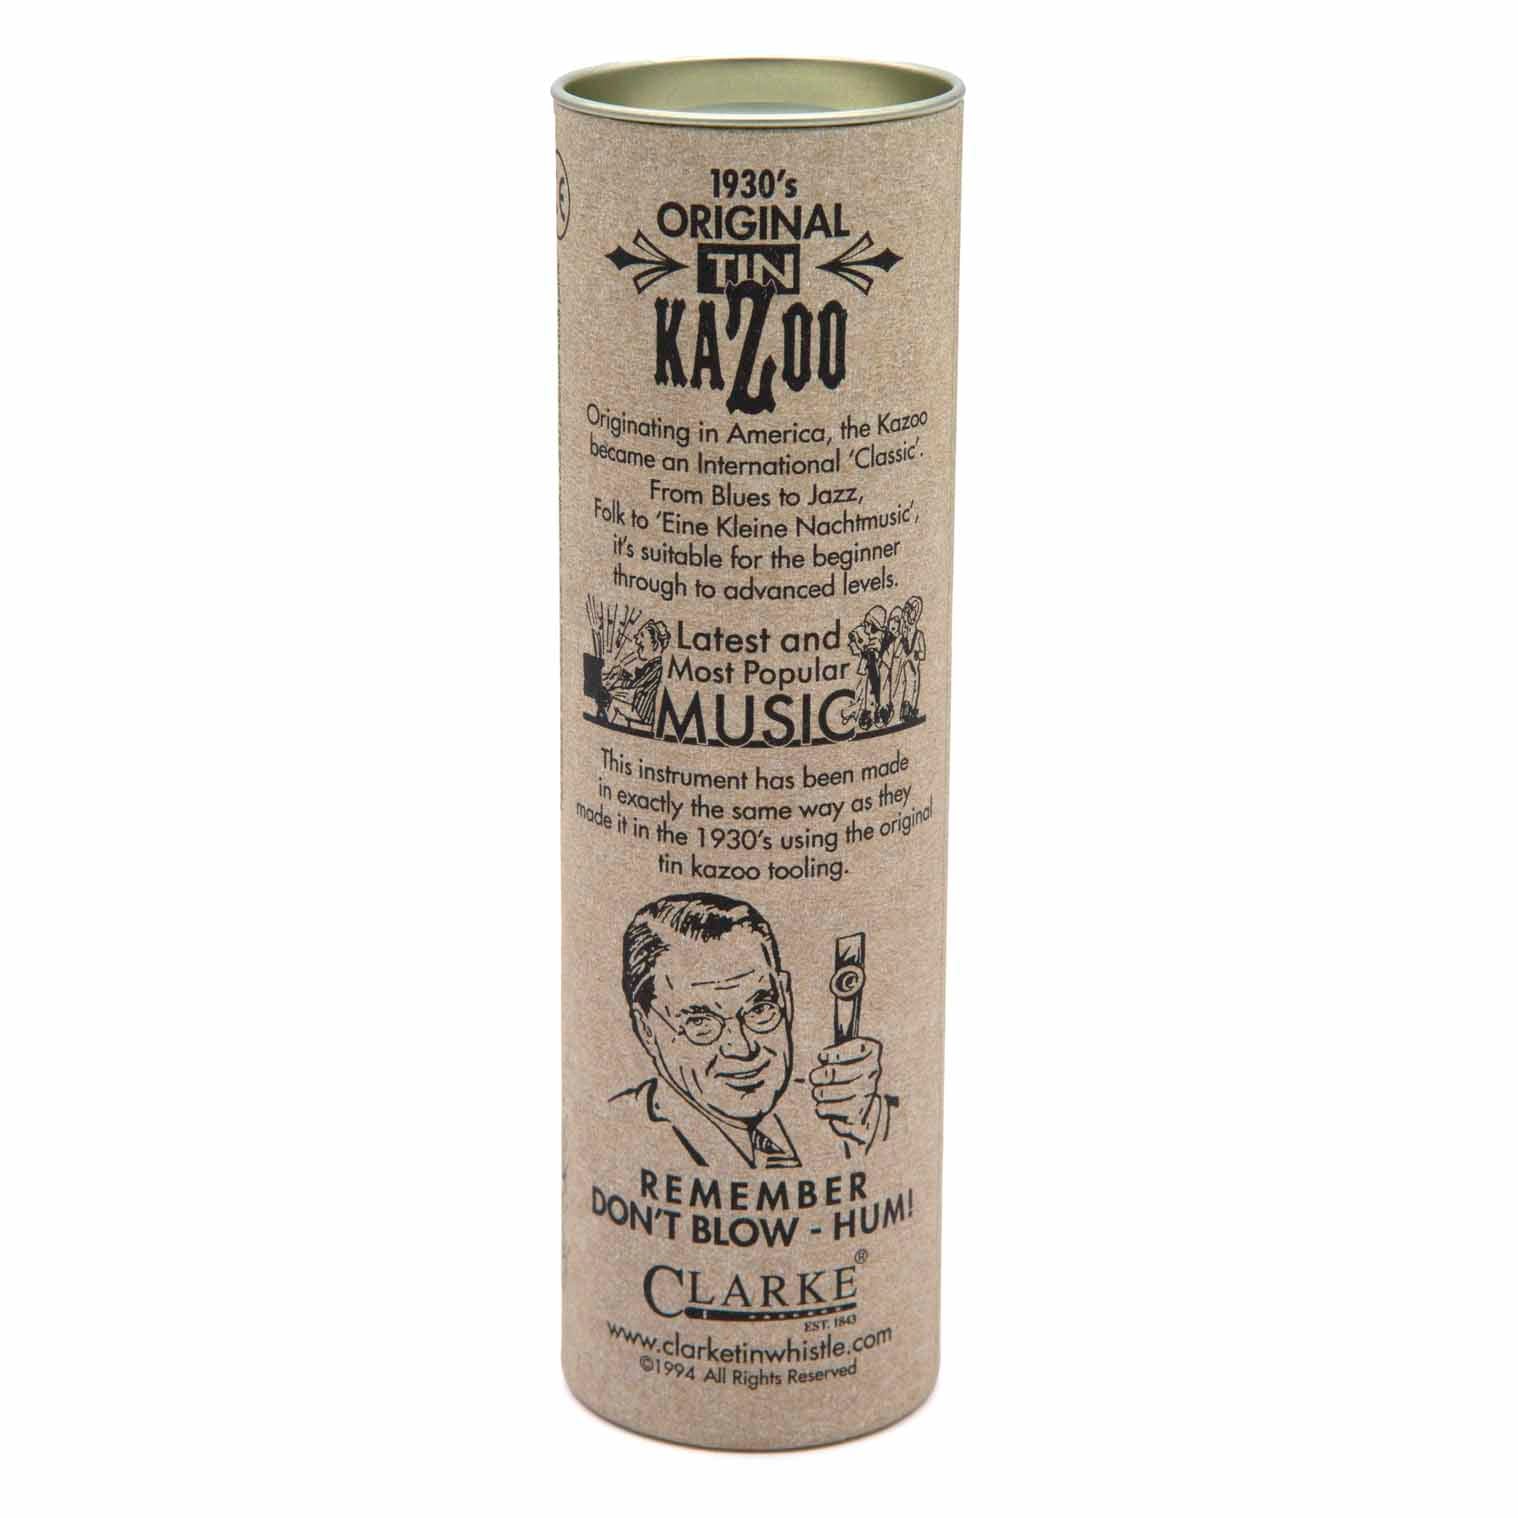 1930's
ORIGINAL
TIN
KAZOO
Originating in America, the Kazoo
became an International 'Classic'.
From Blues to Jazz,
Folk to 'Eine Kleine Nachtmusic',
it's suitable for the beginner
through to advanced levels.
Latest and
Most Popular
MUSIC
This instrument has been made
in exactly the same way as they
made it in the 1930's using the original
tin kazoo tooling.
REMEMBER
DON'T BLOW - HUM!
CLARKE®
EST. 1843
www.clarketinwhistle.com
©1994 All Rights Reserved